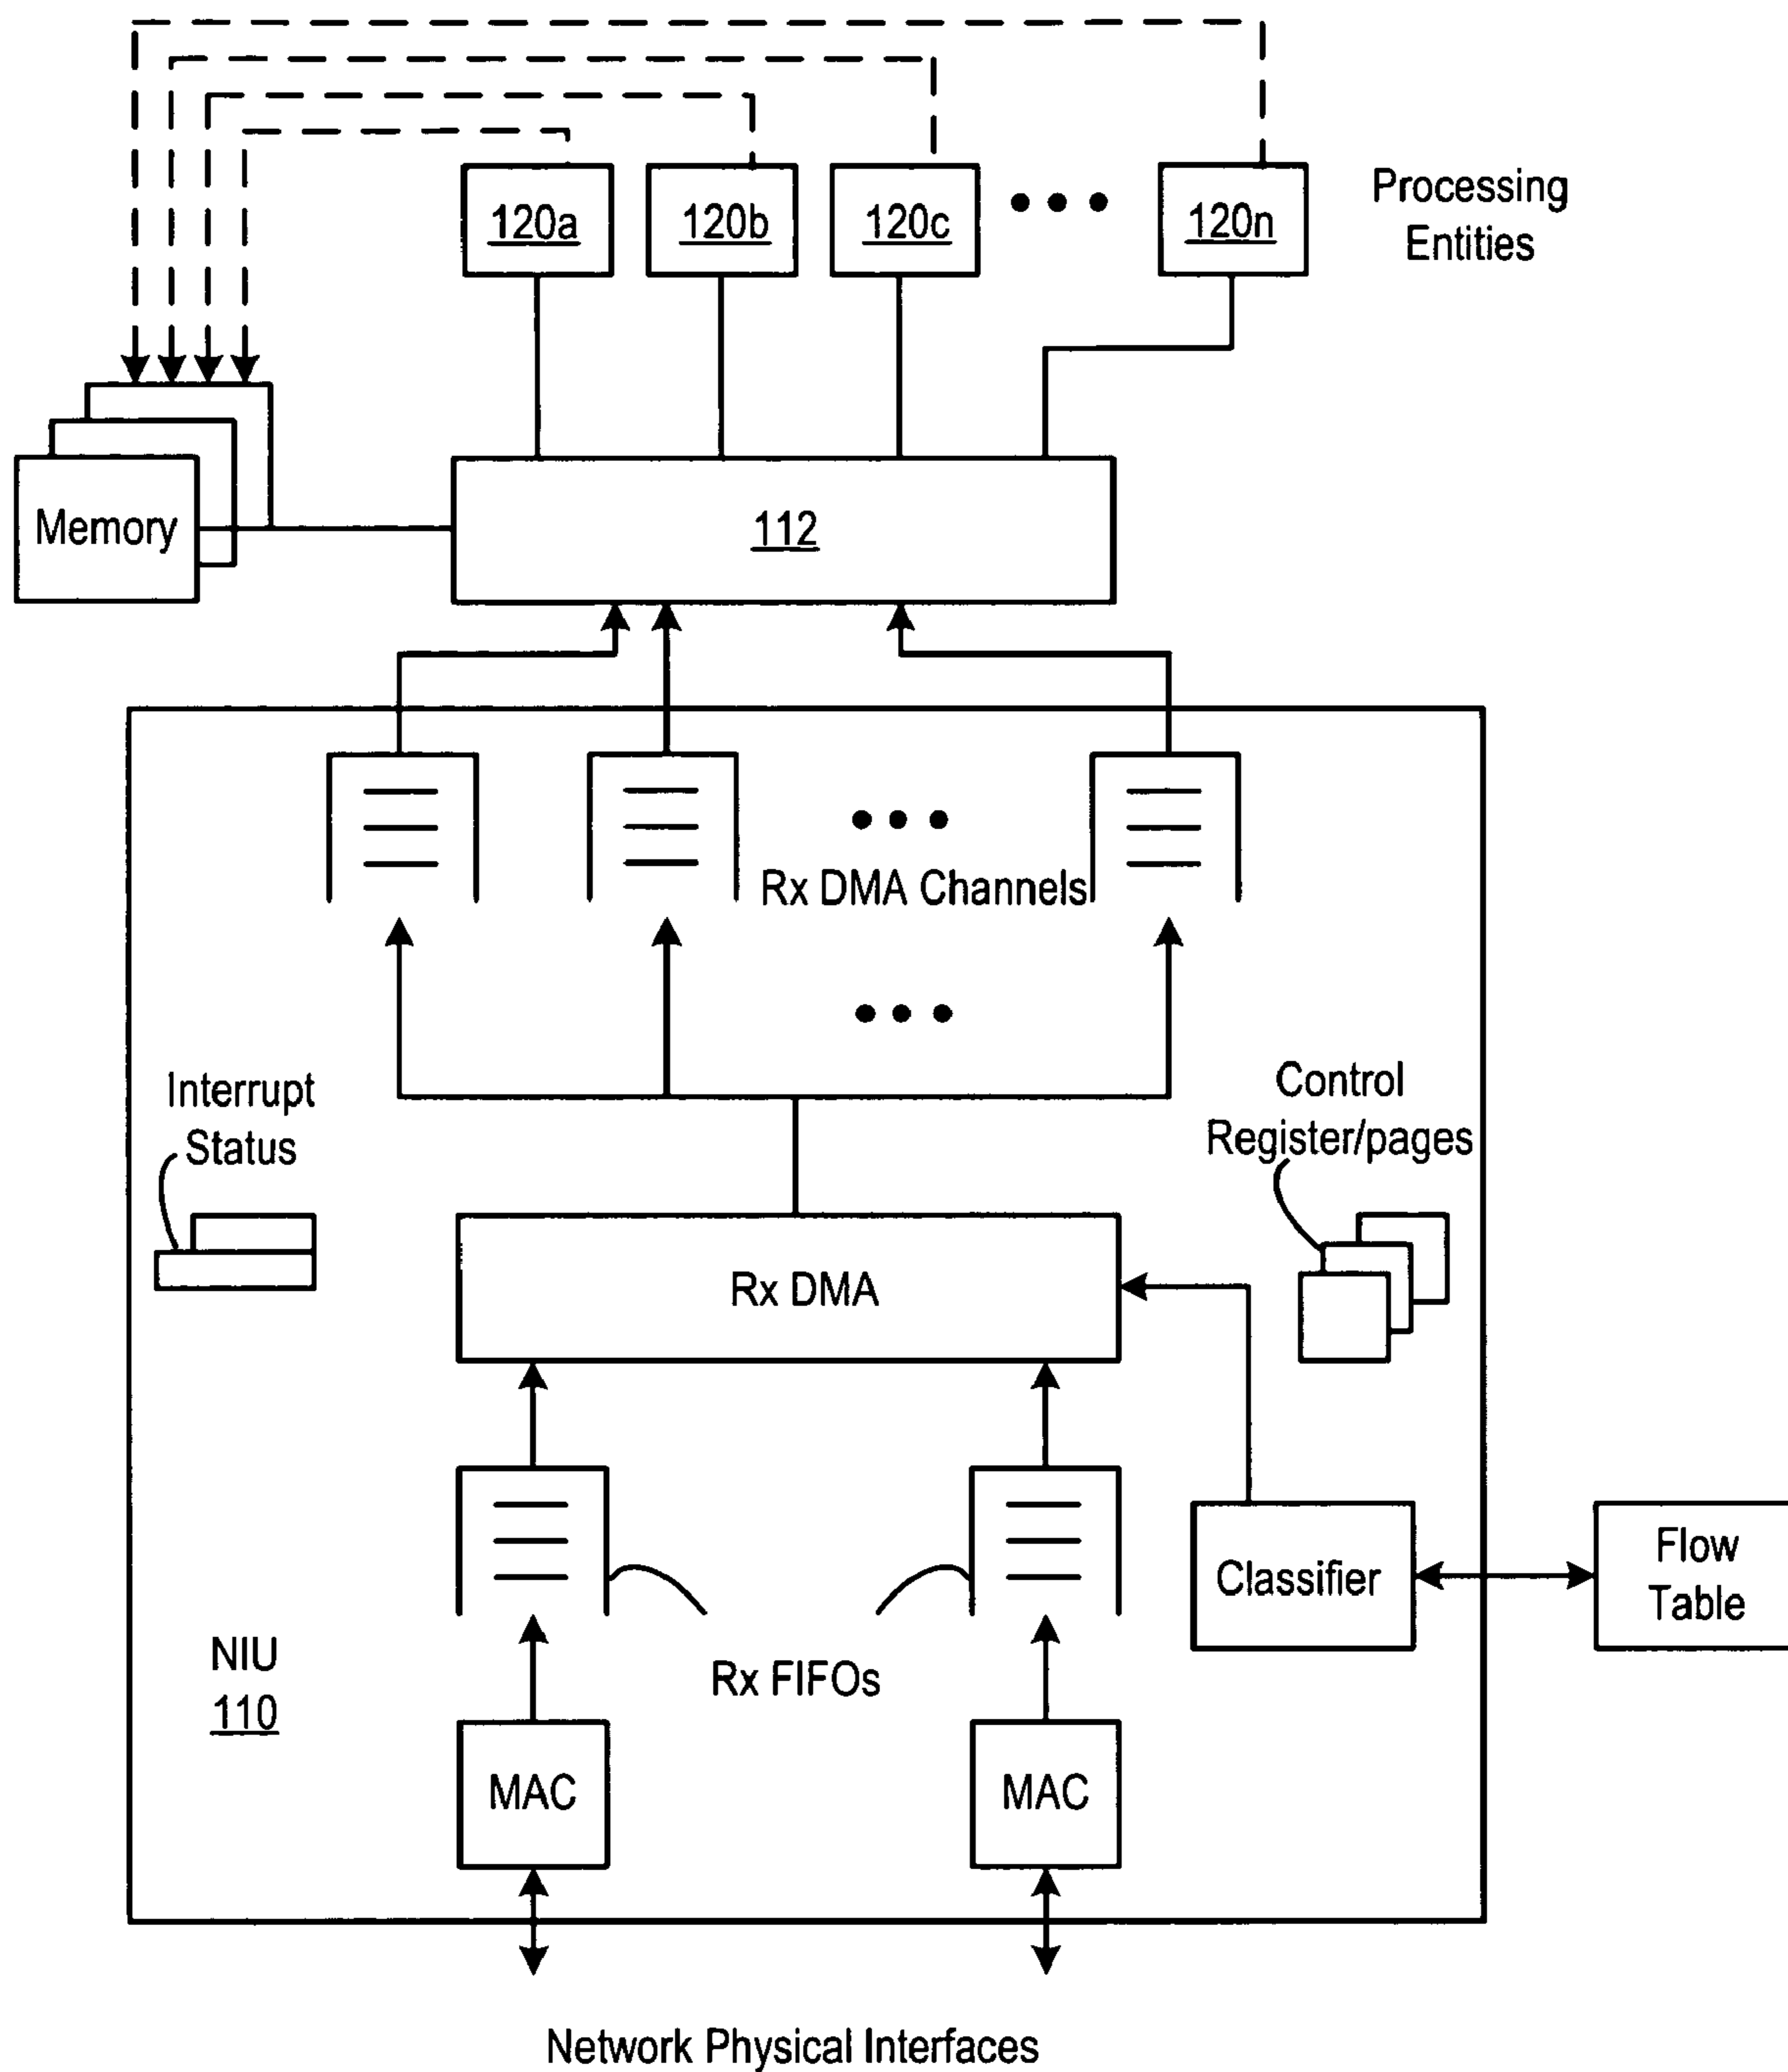 120a
120b
120c
120n
Processing
Entities
Memory
112
Rx DMA Channels
Interrupt
Status
Control
Register/pages
Rx DMA
Classifier
Flow
Table
NIU
110
Rx FIFOs
MAC
MAC
Network Physical Interfaces